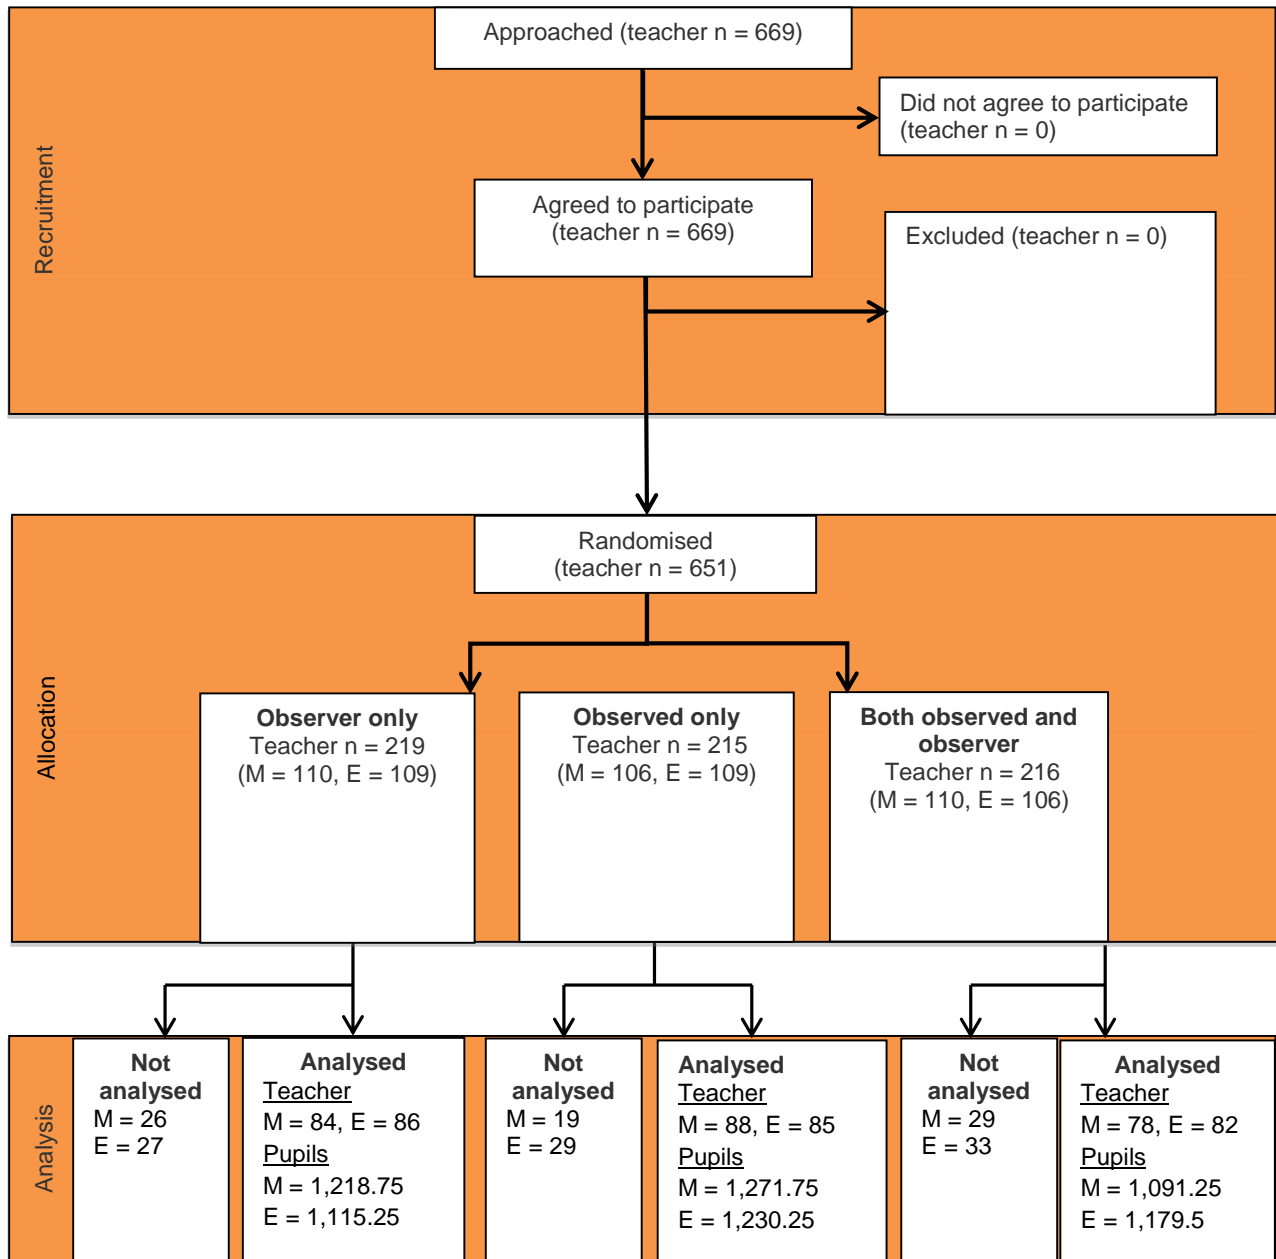 Approached (teacher n = 669)
Did not agree to participate
(teacher n = 0)
Recruitment
Agreed to participate
(teacher n = 669)
Excluded (teacher n = 0)
Randomised
(teacher n = 651)
Allocation
Observer only
Teacher n = 219
(M = 110, E = 109)
Observed only
Teacher n = 215
(M = 106, E = 109)
Both observed and
observer
Teacher n = 216
(M = 110, E = 106)
Analysis
Not
analysed
M = 26
E = 27
Analysed
Teacher
M = 84, E = 86
Pupils
M = 1,218.75
E = 1,115.25
Not
analysed
M = 19
E = 29
Analysed
Teacher
M = 88, E = 85
Pupils
M = 1,271.75
E = 1,230.25
Not
analysed
M = 29
E = 33
Analysed
Teacher
M = 78, E = 82
Pupils
M = 1,091.25
E = 1,179.5